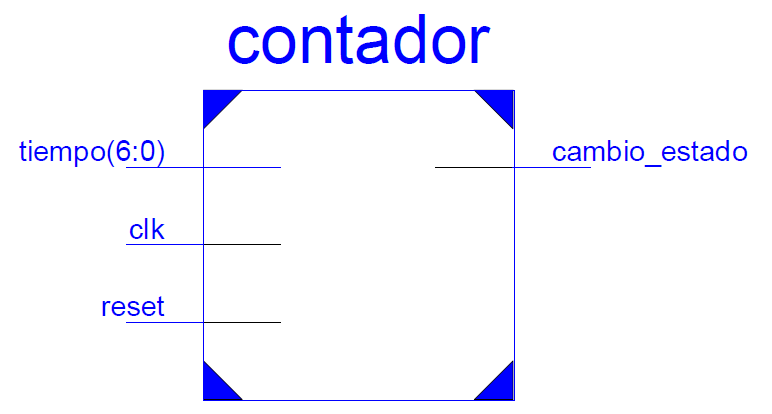 contador
tiempo(6:0)
cambio_estado
clk
reset